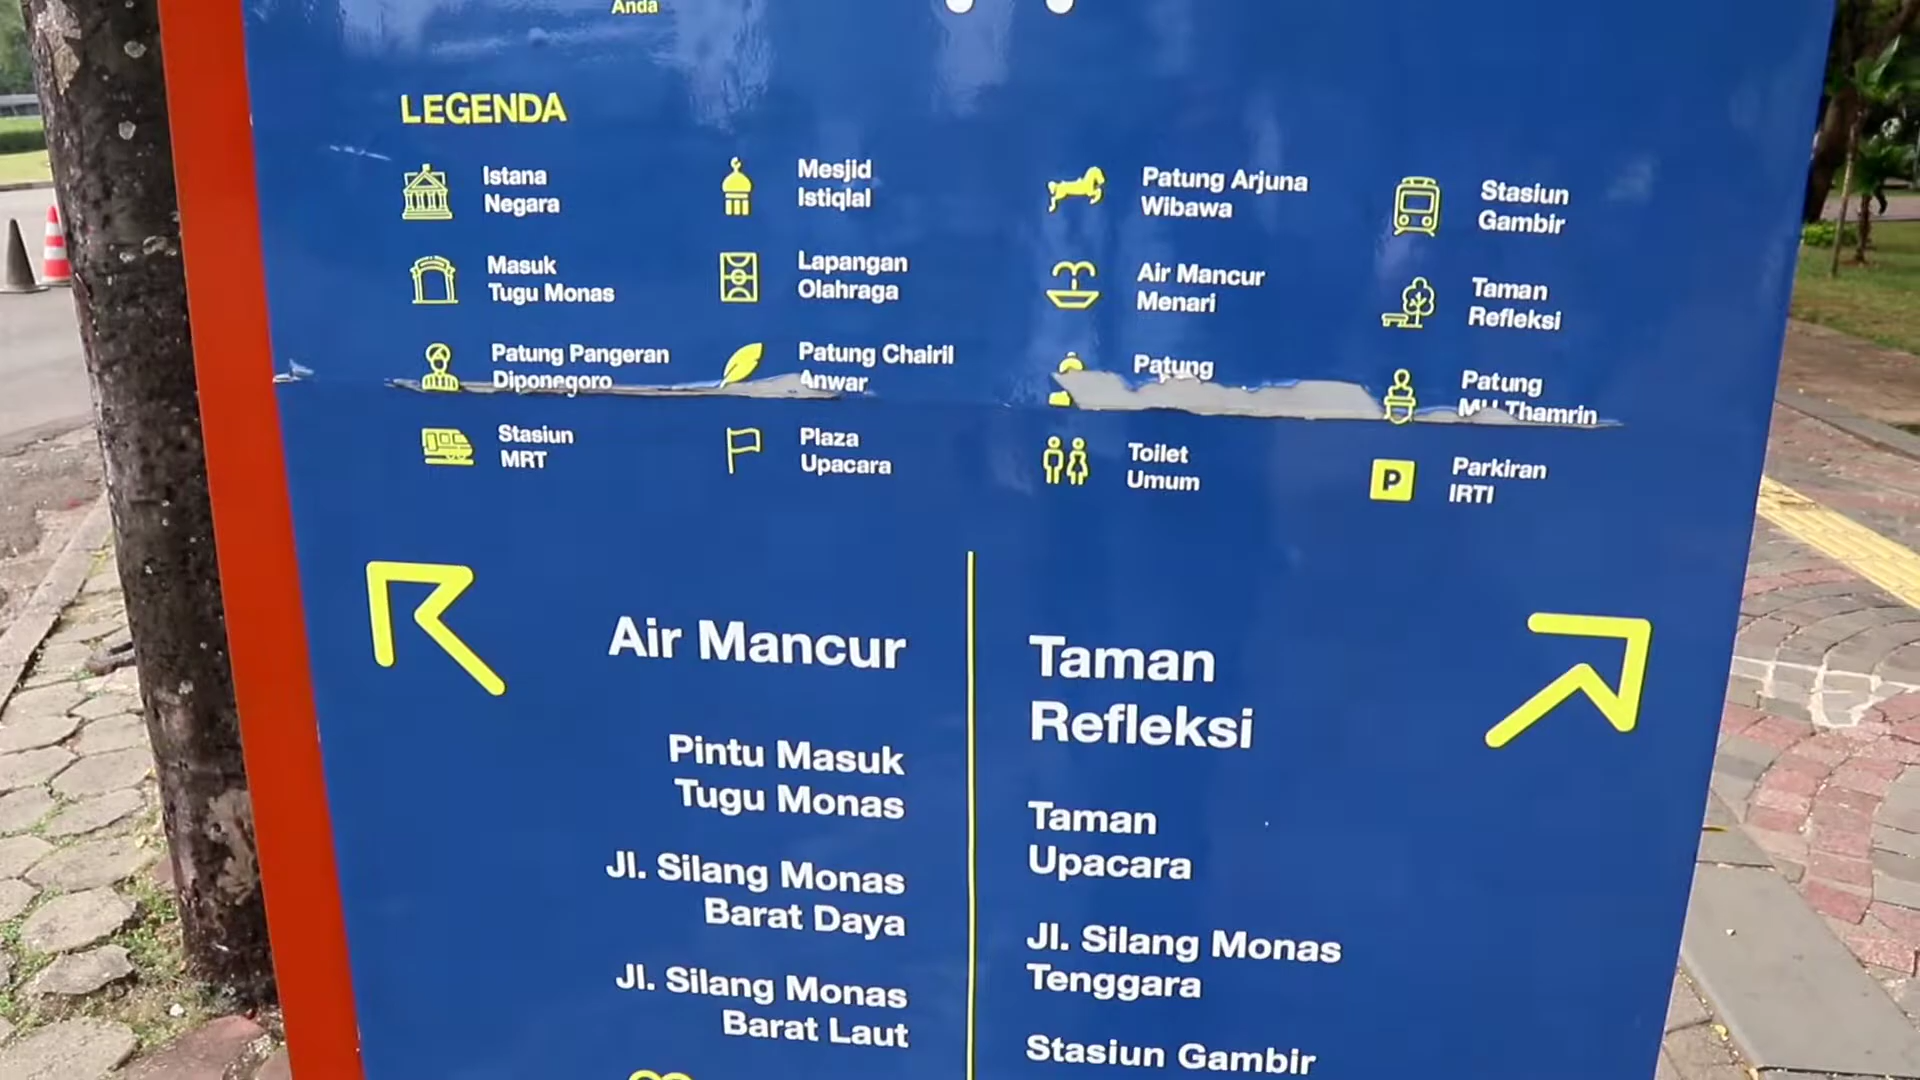 Anda
LEGENDA
Istana
Negara
Mesjid
Istiqlal
Patung Arjuna
Wibawa
Stasiun
Gambir
Masuk
Tugu Monas
Lapangan
Olahraga
Air Mancur
Menari
Taman
Refleksi
Patung Pangeran
Diponegoro
Patung Chairil
Anwar
Patung
Patung
MH Thamrin
Stasiun
MRT
Plaza
Upacara
Toilet
Umum
P
Parkiran
IRTI
Air Mancur
Pintu Masuk
Tugu Monas
Jl. Silang Monas
Barat Daya
Jl. Silang Monas
Barat Laut
Taman
Refleksi
Taman
Upacara
Jl. Silang Monas
Tenggara
Stasiun Gambir